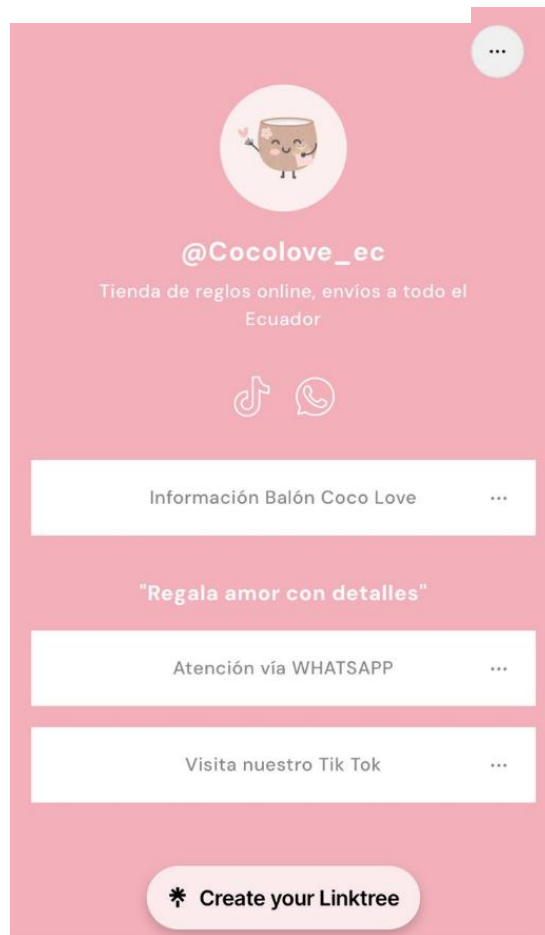 @Cocolove_ec
Tienda de reglos online, envíos a todo el
Ecuador
Información Balón Coco Love
"Regala amor con detalles"
Atención vía WHATSAPP
Visita nuestro Tik Tok
Create your Linktree